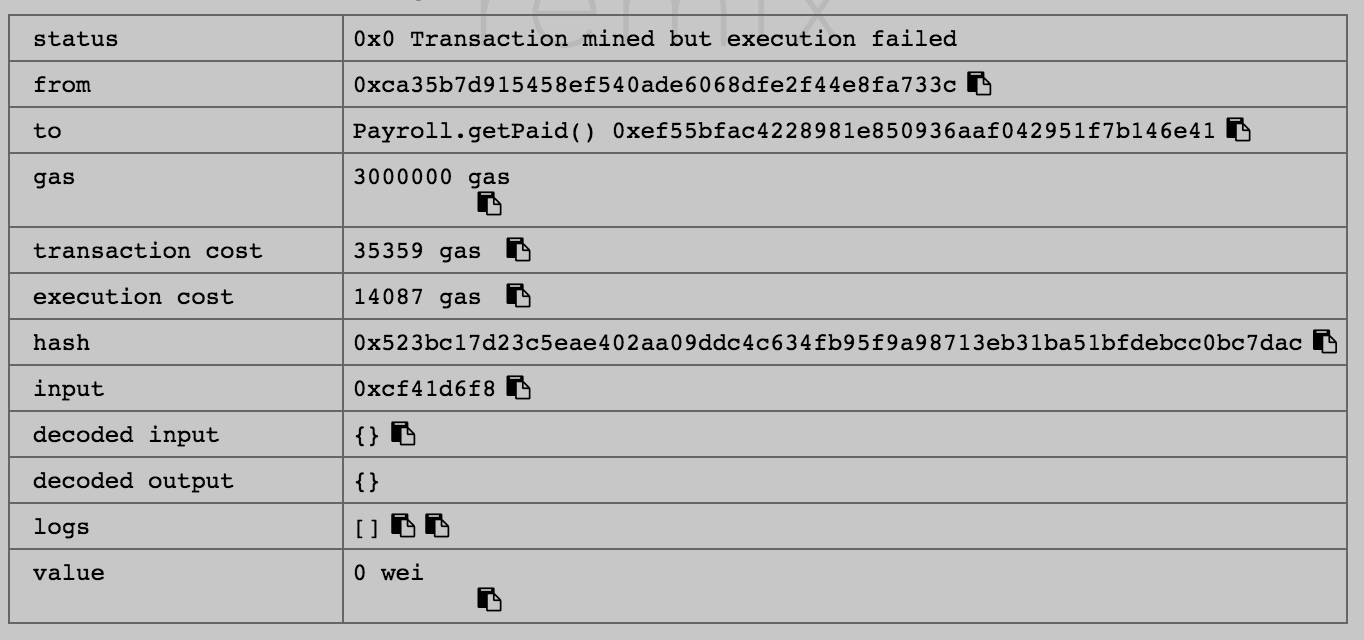 remix
status 0x0 Transaction mined but execution failed
from 0xca35b7d915458ef540ade6068dfe2f44e8fa733c
to Payroll.getPaid() 0xef55bfac4228981e850936aaf042951f7b146e41
gas 3000000 gas
transaction cost 35359 gas
execution cost 14087 gas
hash 0x523bc17d23c5eae402aa09ddc4c634fb95f9a98713eb31ba51bfdebcc0bc7dac
input 0xcf41d6f8
decoded input {}
decoded output {}
logs []
value 0 wei